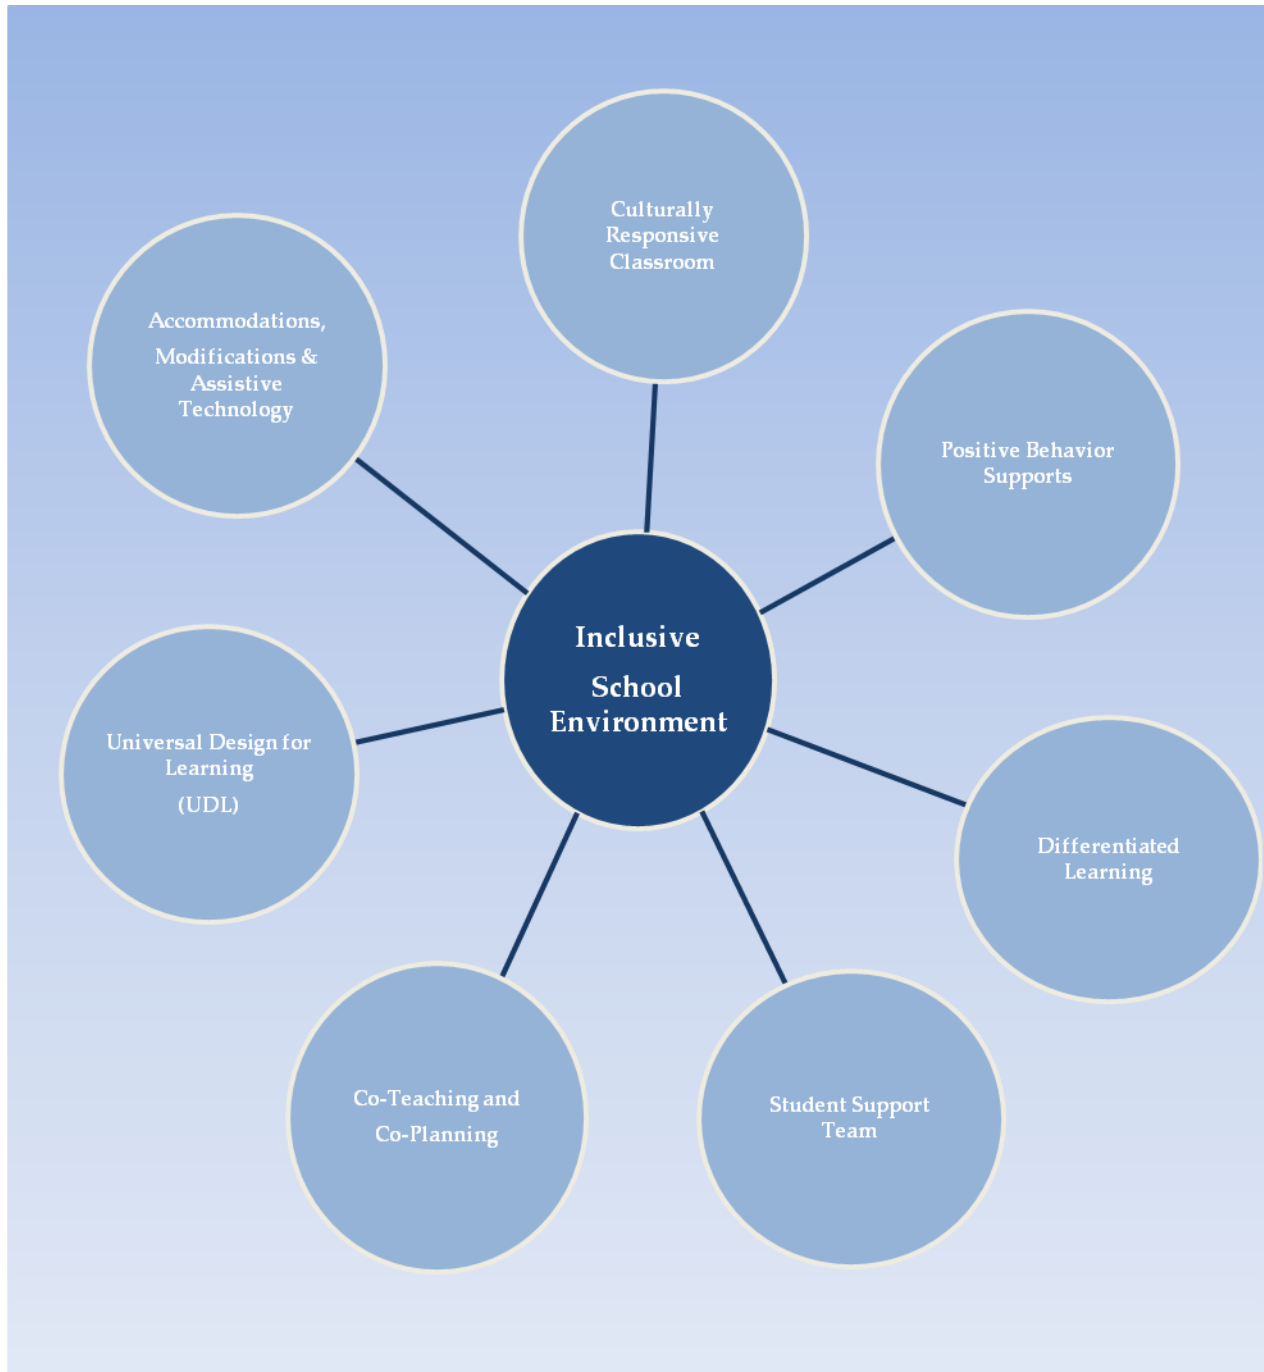 Culturally
Responsive
Classroom
Accommodations,
Modifications &
Assistive
Technology
Positive Behavior
Supports
Inclusive
School
Environment
Universal Design for
Learning
(UDL)
Differentiated
Learning
Co-Teaching and
Co-Planning
Student Support
Team